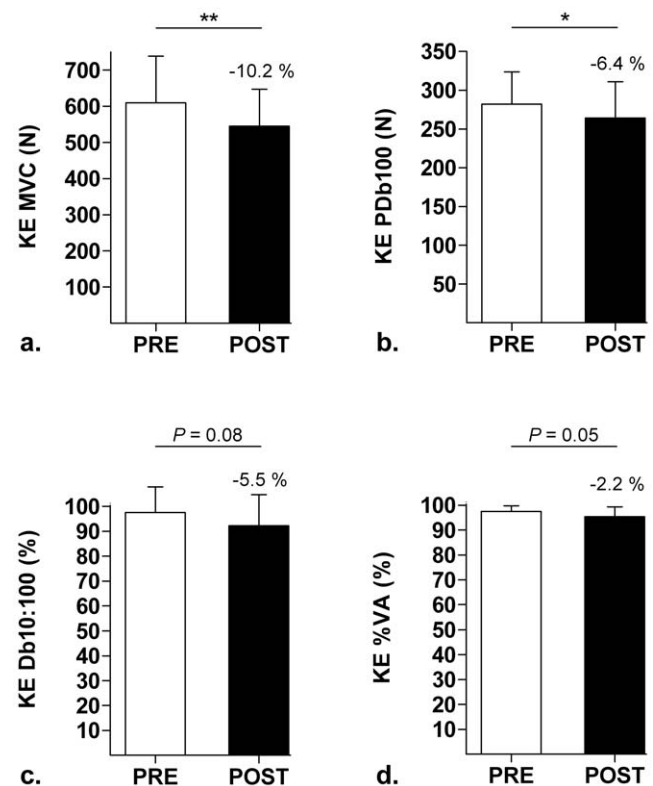 **
-10.2 %
KE MVC (N)
700
600
500
400
300
200
100
PRE
POST
a.
*
-6.4 %
KE PDb100 (N)
350
300
250
200
150
100
50
PRE
POST
b.
P = 0.08
-5.5 %
KE Db10:100 (%)
100
90
80
70
60
50
40
30
20
10
PRE
POST
c.
P = 0.05
-2.2 %
KE %VA (%)
100
90
80
70
60
50
40
30
20
10
PRE
POST
d.